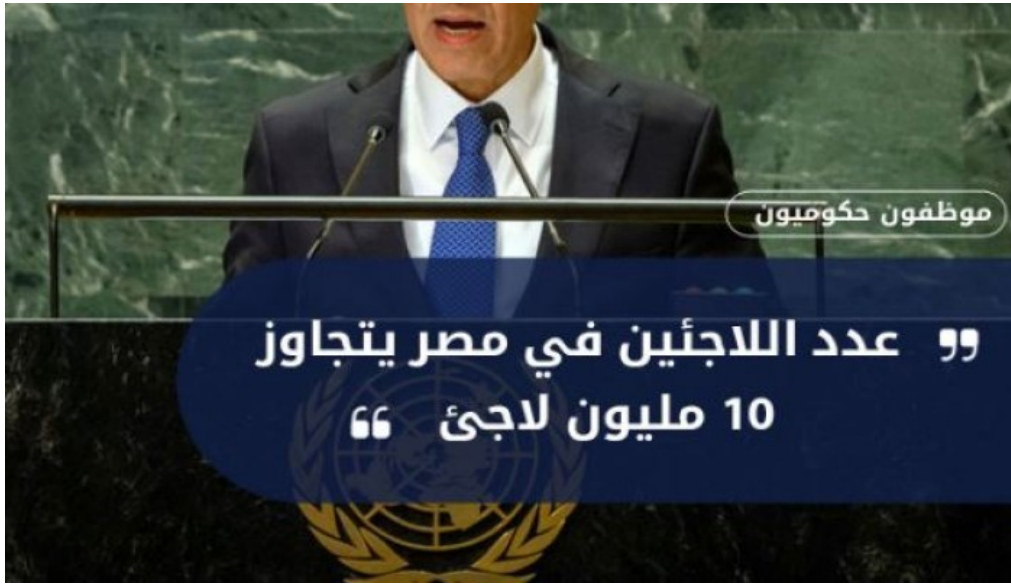 موظفون حكوميون
" عدد اللاجئين في مصر يتجاوز
10 مليون لاجئ "